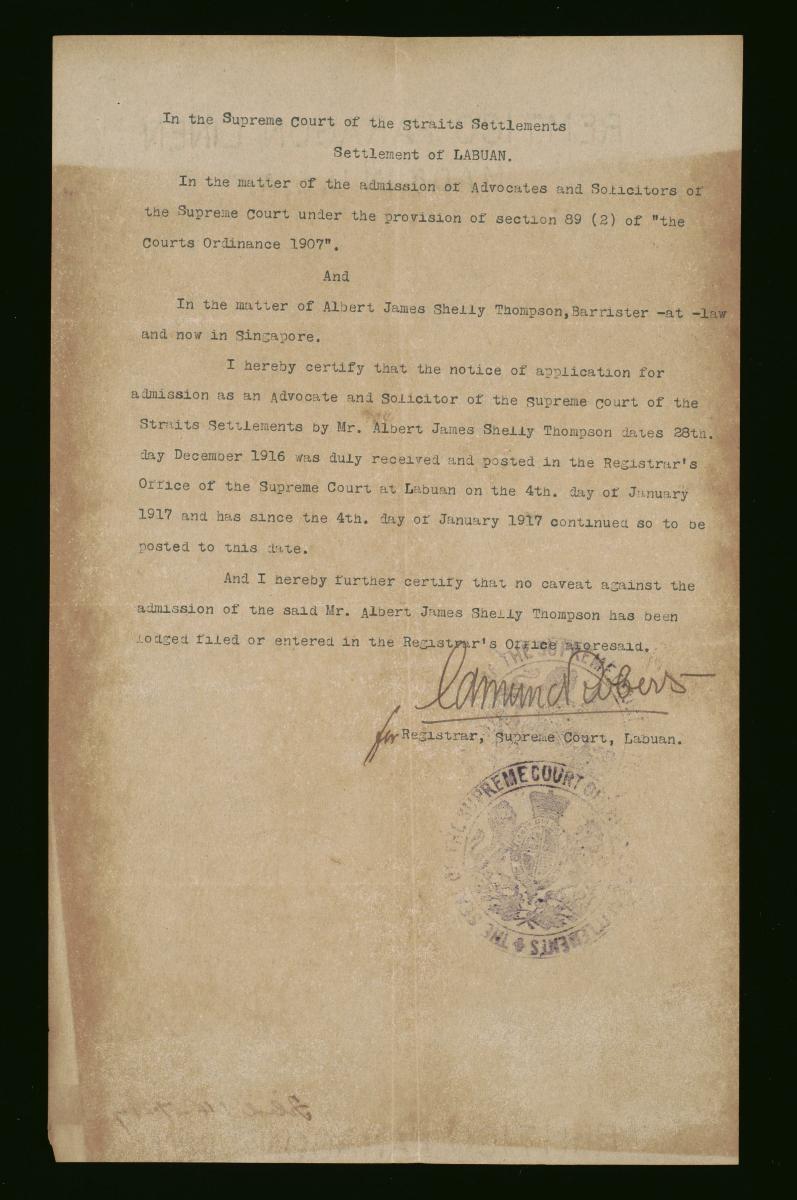 In the Supreme Court of the Straits Settlements
Settlement of LABUAN.
In the matter of the admission of Advocates and Solicitors of
the Supreme Court under the provision of section 89 (2) of "the
Courts Ordinance 1907".
And
In the matter of Albert James Shelly Thompson,Barrister -at -law
and now in Singapore.
I hereby certify that the notice of application for
admission as an Advocate and Solicitor of the Supreme Court of the
Straits Settlements by Mr. Albert James Shelly Thompson dates 28th.
day December 1916 was duly received and posted in the Registrar's
Office of the Supreme Court at Labuan on the 4th. day of January
1917 and has since the 4th. day of January 1917 continued so to be
posted to this date.
And I hereby further certify that no caveat against the
admission of the said Mr. Albert James Shelly Thompson has been
lodged filed or entered in the Registrar's Office aforesaid.
THE SUPREME
Edmund
for Registrar, Supreme Court, Labuan.
THE SEAL OF THE SUPREME COURT OF
SETTLEMENTS